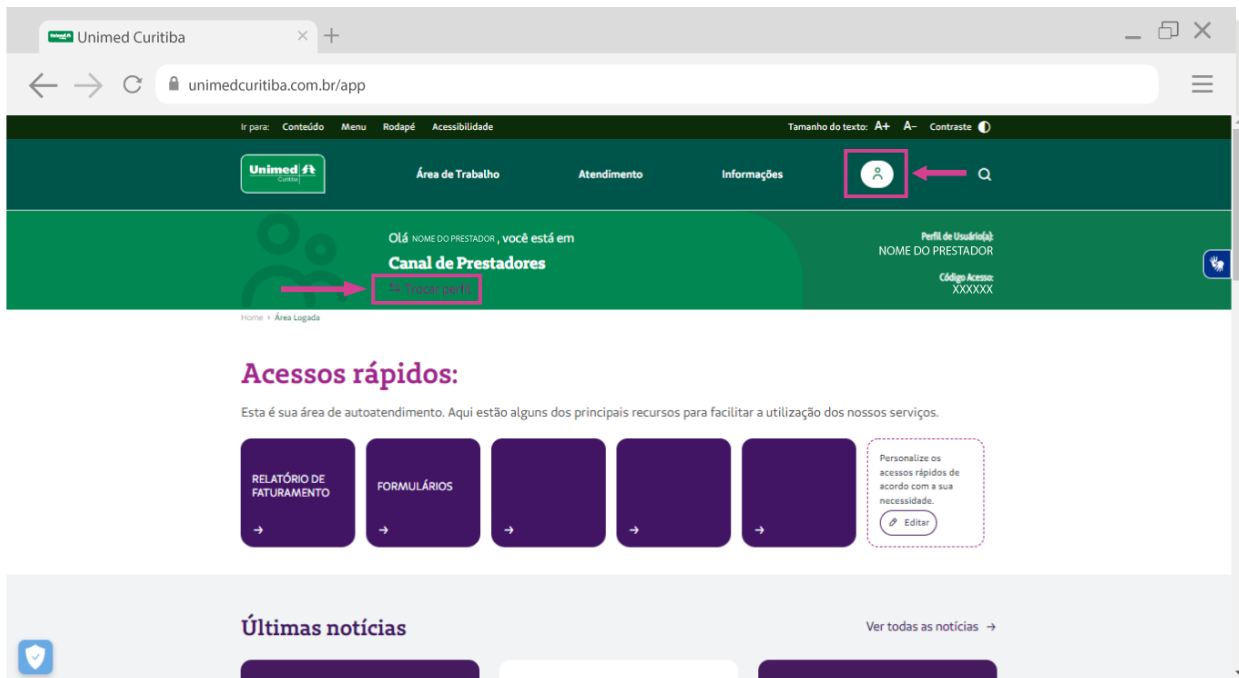 Unimed Curitiba
unimedcuritiba.com.br/app
Ir para: Conteúdo Menu Rodapé Acessibilidade
Tamanho do texto: A+ A- Contraste
Unimed
Curitiba
Área de Trabalho Atendimento Informações
Olá NOME DO PRESTADOR , você está em
Canal de Prestadores
Trocar perfil
Perfil de Usuário(a):
NOME DO PRESTADOR
Código Acesso:
XXXXXX
Home › Área Logada
Acessos rápidos:
Esta é sua área de autoatendimento. Aqui estão alguns dos principais recursos para facilitar a utilização dos nossos serviços.
RELATÓRIO DE
FATURAMENTO
FORMULÁRIOS
Personalize os
acessos rápidos de
acordo com a sua
necessidade.
Editar
Últimas notícias
Ver todas as notícias →